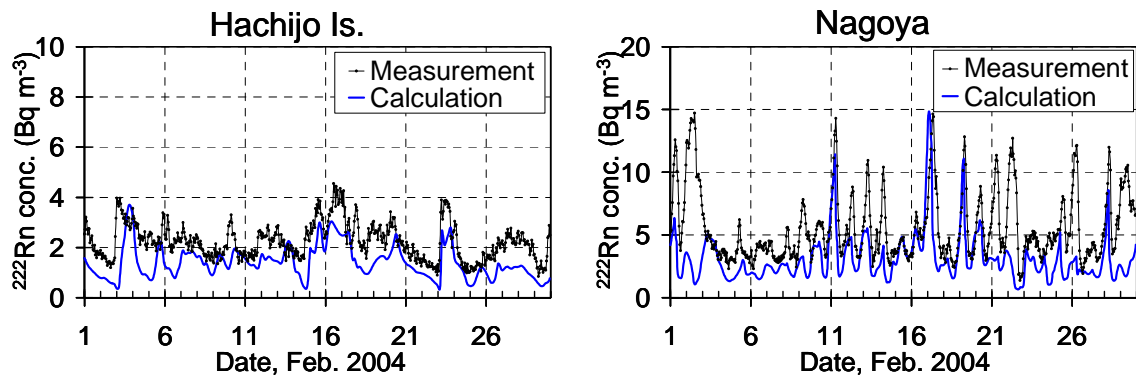 Hachijo Is.
10
8
6
4
2
0
²²²Rn conc. (Bq m⁻³)
Measurement
Calculation
1 6 11 16 21 26
Date, Feb. 2004
Nagoya
20
15
10
5
0
²²²Rn conc. (Bq m⁻³)
Measurement
Calculation
1 6 11 16 21 26
Date, Feb. 2004